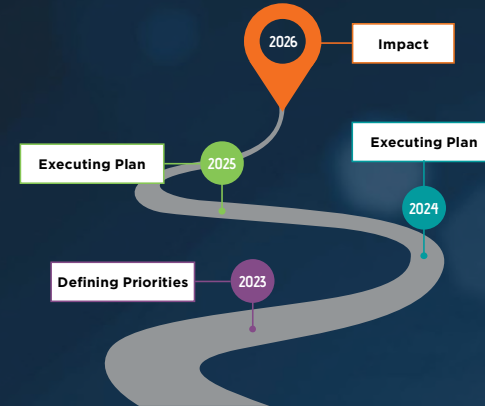 2026
Impact
Executing Plan
2025
Executing Plan
2024
Defining Priorities
2023